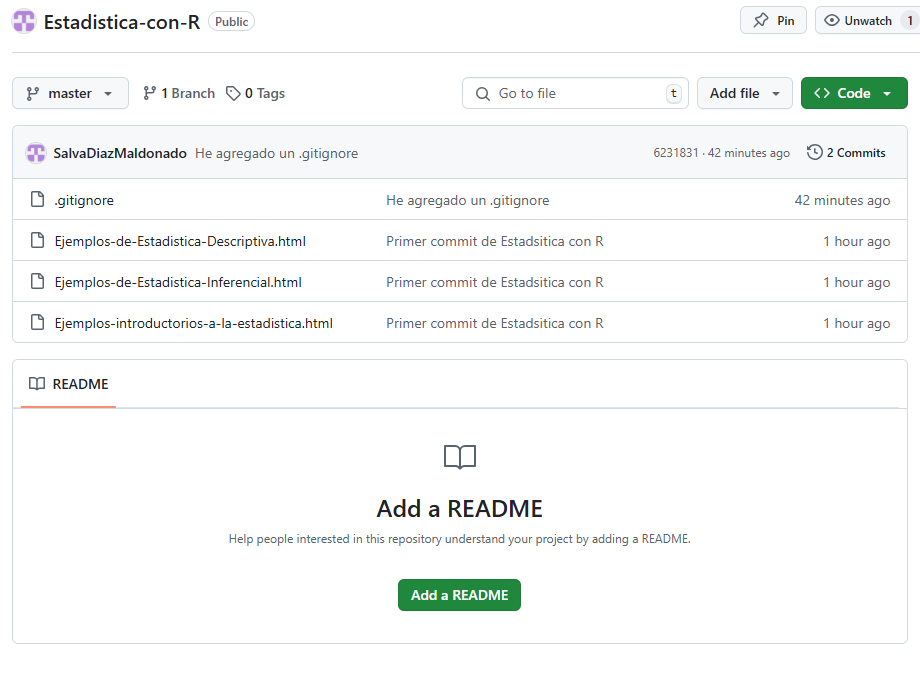 Estadistica-con-R Public Pin Unwatch 1
master 1 Branch 0 Tags Go to file t Add file Code
SalvaDiazMaldonado He agregado un .gitignore 6231831 · 42 minutes ago 2 Commits
.gitignore He agregado un .gitignore 42 minutes ago
Ejemplos-de-Estadistica-Descriptiva.html Primer commit de Estadsitica con R 1 hour ago
Ejemplos-de-Estadistica-Inferencial.html Primer commit de Estadsitica con R 1 hour ago
Ejemplos-introductorios-a-la-estadistica.html Primer commit de Estadsitica con R 1 hour ago
README
Add a README
Help people interested in this repository understand your project by adding a README.
Add a README